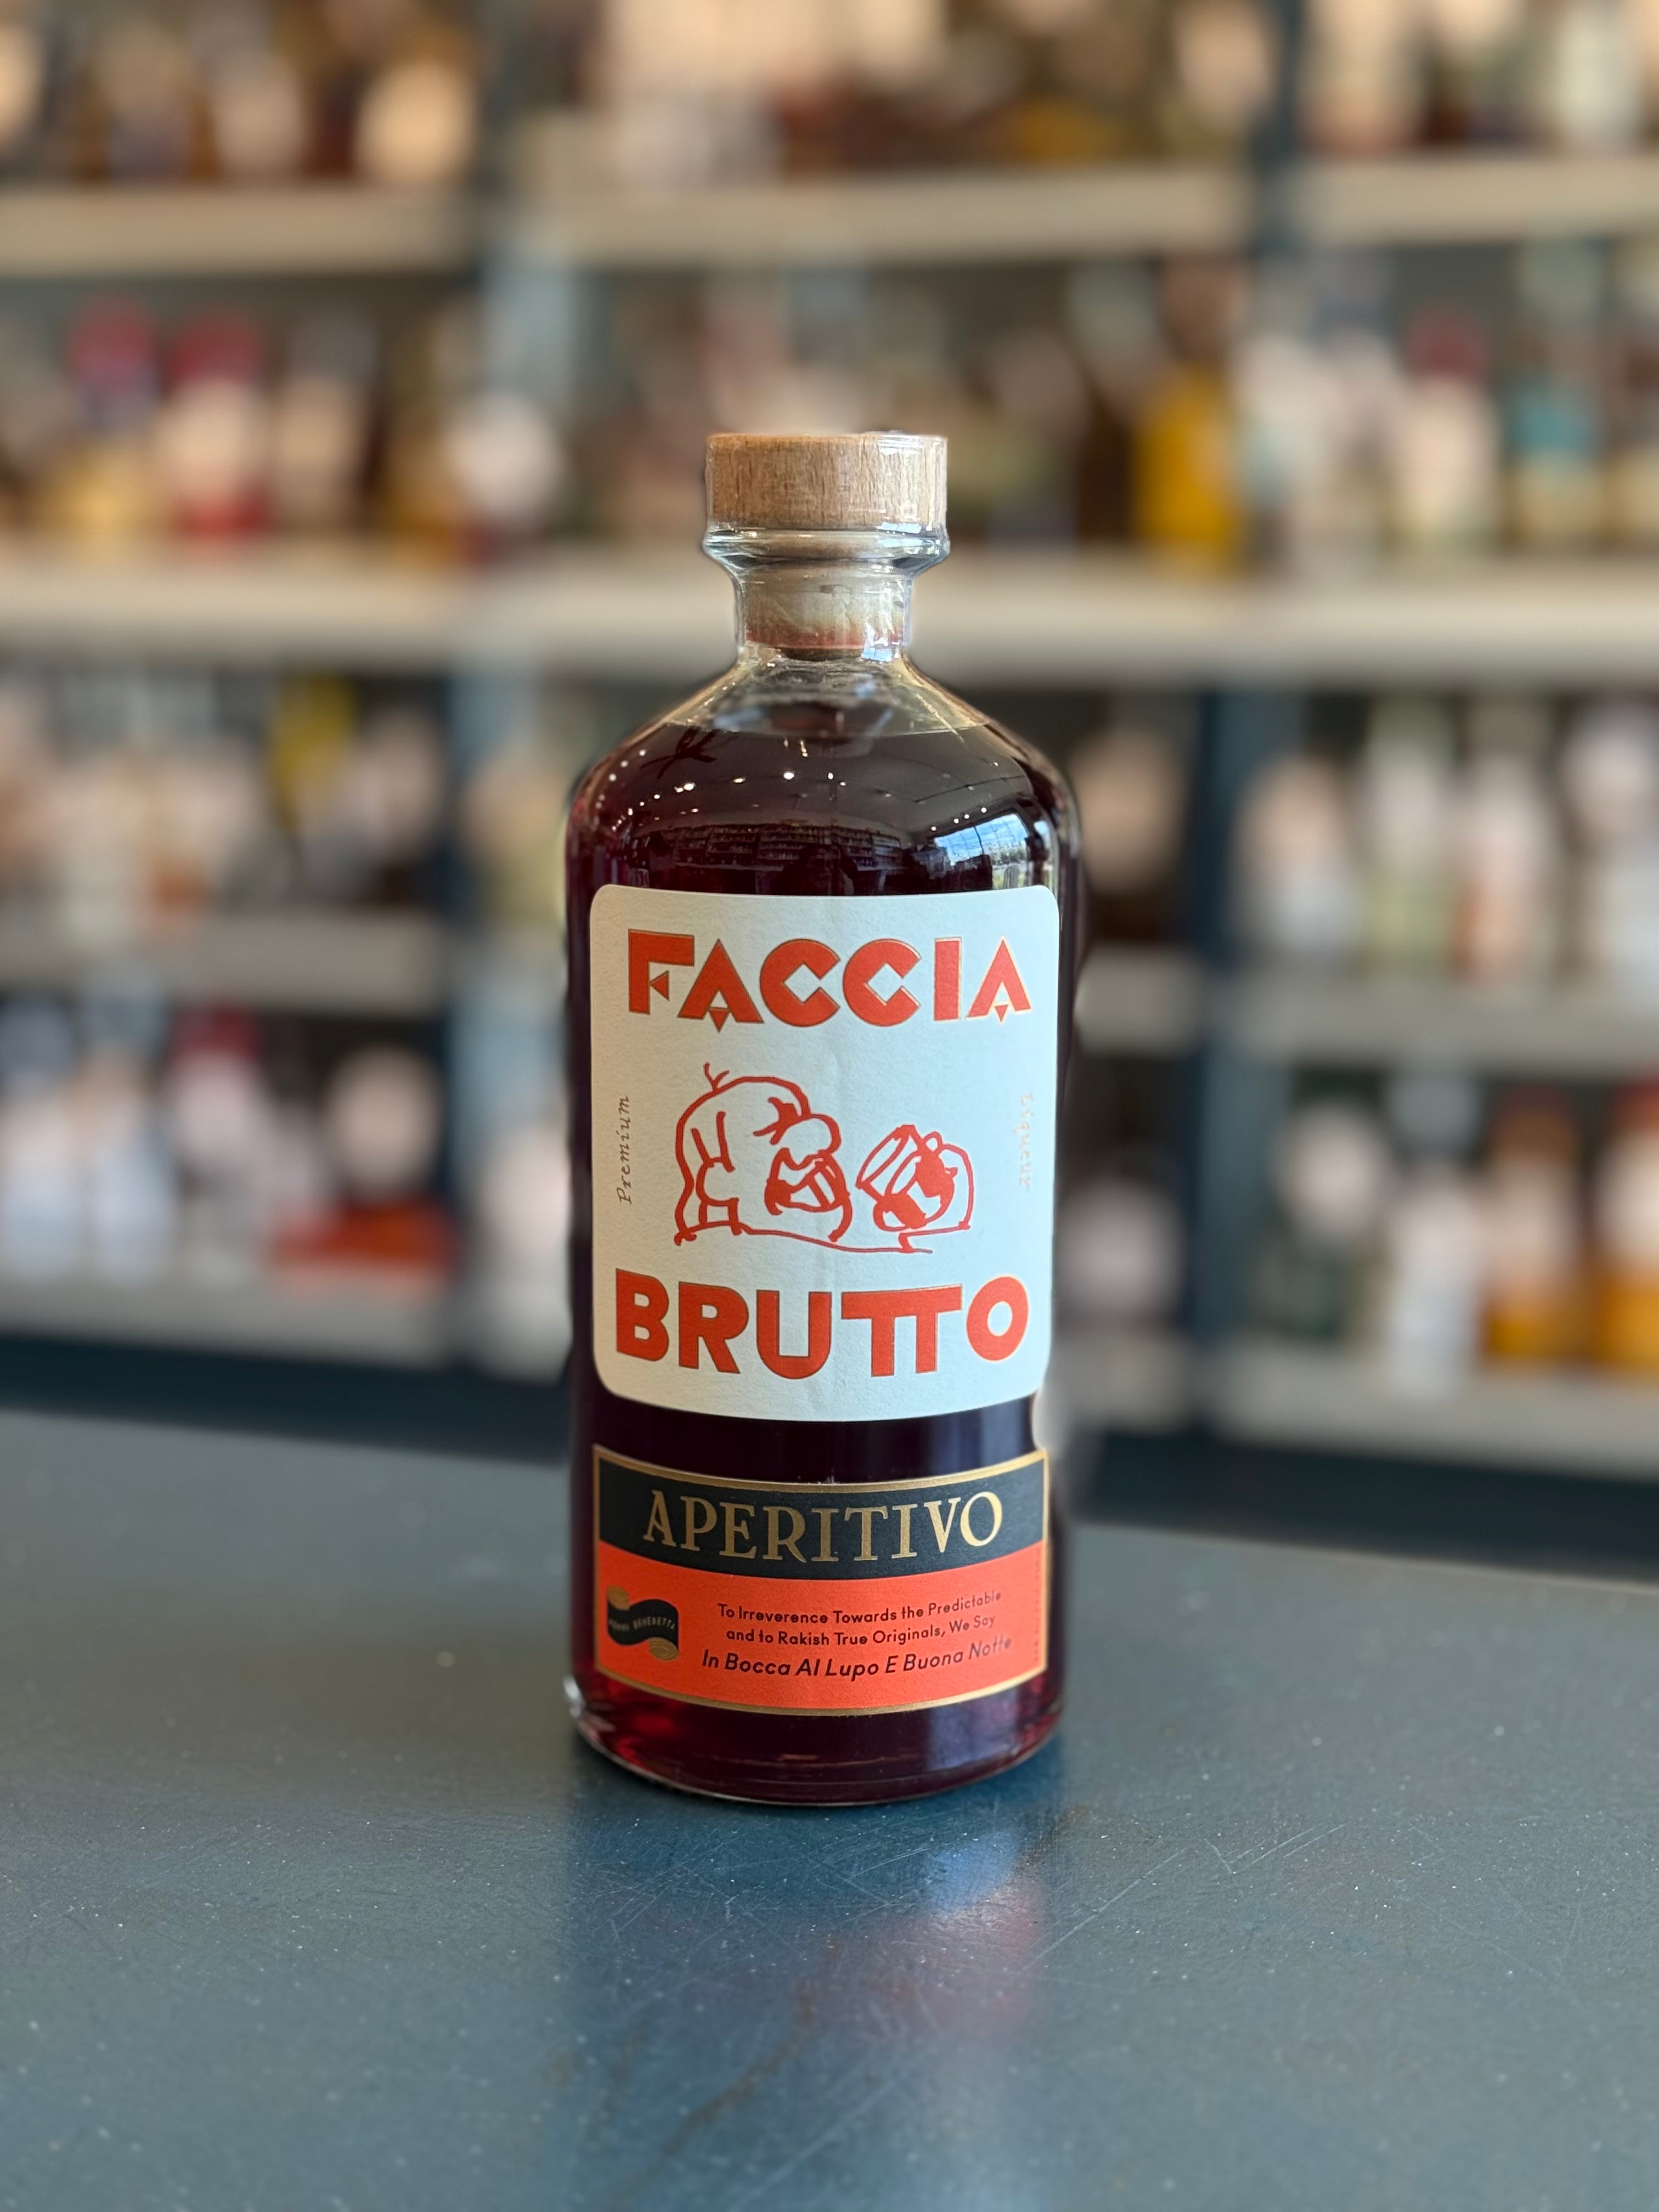 FACCIA
Premium
Liqueur
BRUTTO
APERITIVO
To Irreverence Towards the Predictable
and to Rakish True Originals, We Say
In Bocca Al Lupo E Buona Notte